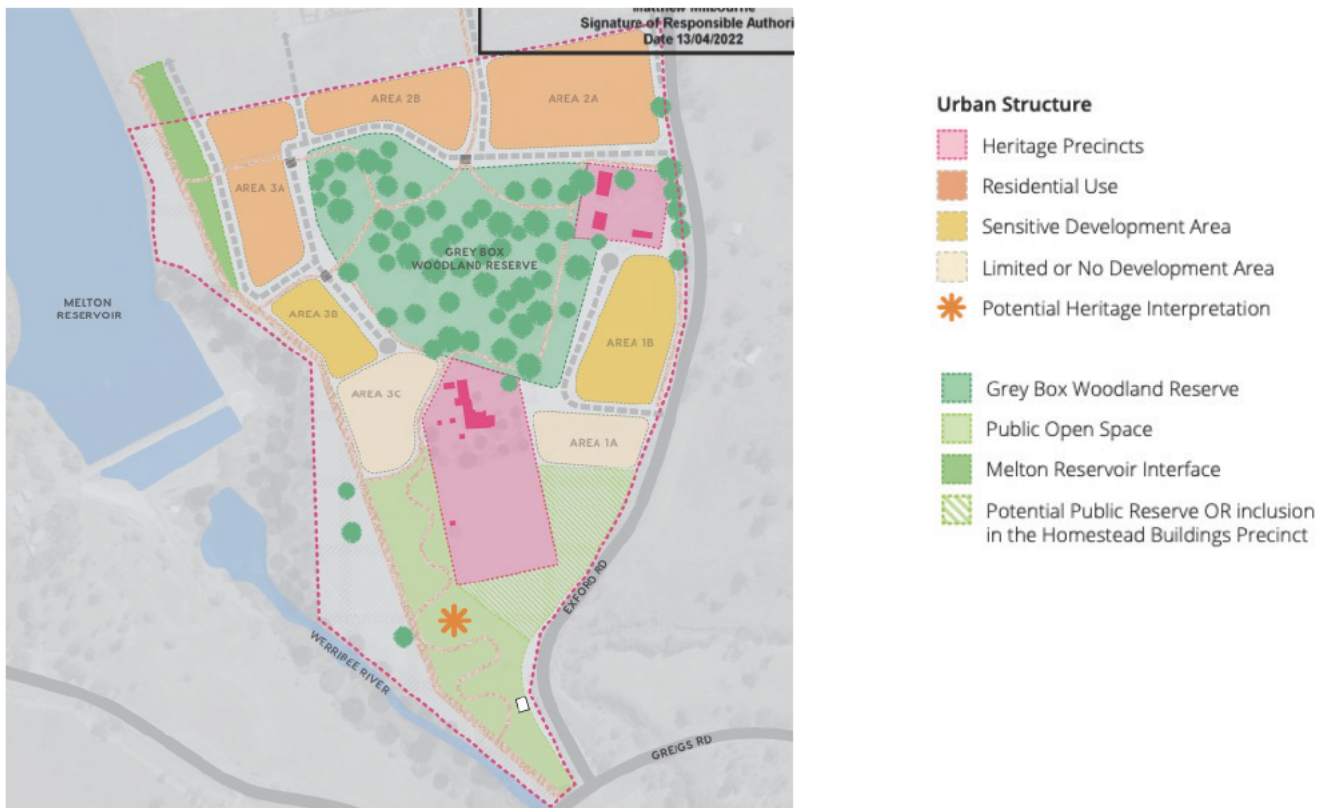 Matthew Milbourne
Signature of Responsible Authori
Date 13/04/2022
AREA 2B
AREA 2A
AREA 3A
GREY BOX
WOODLAND RESERVE
MELTON
RESERVOIR
AREA 3B
AREA 1B
AREA 3C
AREA 1A
EXFORD RD
WERRIBEE RIVER
GREIGS RD
Urban Structure
Heritage Precincts
Residential Use
Sensitive Development Area
Limited or No Development Area
Potential Heritage Interpretation
Grey Box Woodland Reserve
Public Open Space
Melton Reservoir Interface
Potential Public Reserve OR inclusion
in the Homestead Buildings Precinct